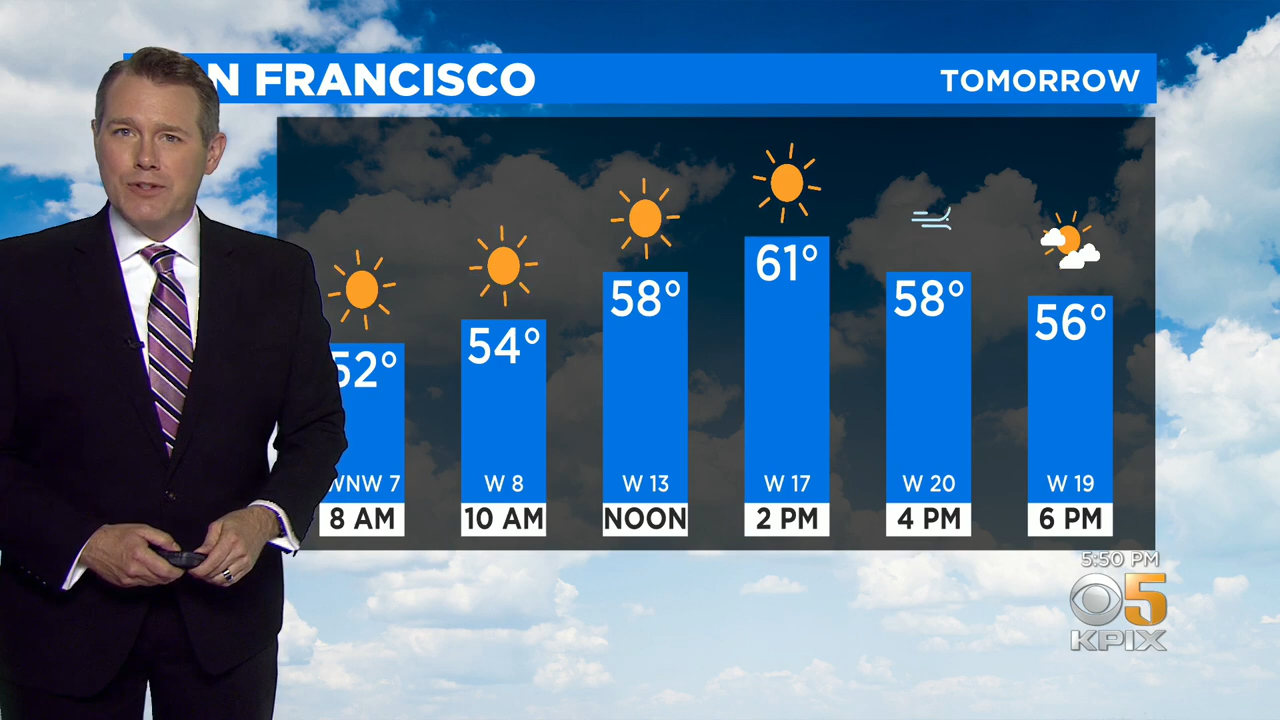 N FRANCISCO
TOMORROW
52° 54° 58° 61° 58° 56°
WNW 7 W 8 W 13 W 17 W 20 W 19
8 AM 10 AM NOON 2 PM 4 PM 6 PM
5:50 PM
5
KPIX